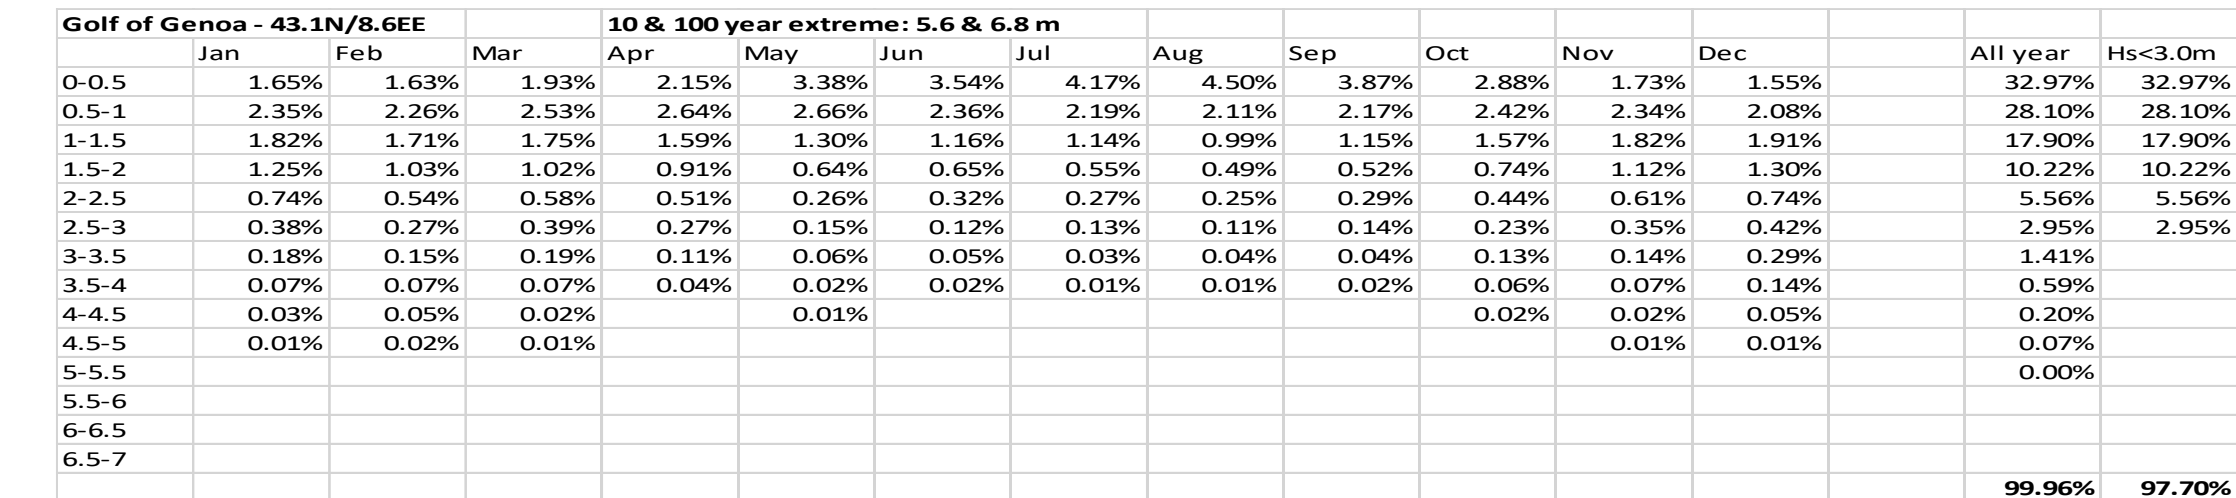 Golf of Genoa - 43.1N/8.6EE 10 & 100 year extreme: 5.6 & 6.8 m
Jan Feb Mar Apr May Jun Jul Aug Sep Oct Nov Dec All year Hs<3.0m
0-0.5 1.65% 1.63% 1.93% 2.15% 3.38% 3.54% 4.17% 4.50% 3.87% 2.88% 1.73% 1.55% 32.97% 32.97%
0.5-1 2.35% 2.26% 2.53% 2.64% 2.66% 2.36% 2.19% 2.11% 2.17% 2.42% 2.34% 2.08% 28.10% 28.10%
1-1.5 1.82% 1.71% 1.75% 1.59% 1.30% 1.16% 1.14% 0.99% 1.15% 1.57% 1.82% 1.91% 17.90% 17.90%
1.5-2 1.25% 1.03% 1.02% 0.91% 0.64% 0.65% 0.55% 0.49% 0.52% 0.74% 1.12% 1.30% 10.22% 10.22%
2-2.5 0.74% 0.54% 0.58% 0.51% 0.26% 0.32% 0.27% 0.25% 0.29% 0.44% 0.61% 0.74% 5.56% 5.56%
2.5-3 0.38% 0.27% 0.39% 0.27% 0.15% 0.12% 0.13% 0.11% 0.14% 0.23% 0.35% 0.42% 2.95% 2.95%
3-3.5 0.18% 0.15% 0.19% 0.11% 0.06% 0.05% 0.03% 0.04% 0.04% 0.13% 0.14% 0.29% 1.41%
3.5-4 0.07% 0.07% 0.07% 0.04% 0.02% 0.02% 0.01% 0.01% 0.02% 0.06% 0.07% 0.14% 0.59%
4-4.5 0.03% 0.05% 0.02% 0.01% 0.02% 0.02% 0.05% 0.20%
4.5-5 0.01% 0.02% 0.01% 0.01% 0.01% 0.07%
5-5.5 0.00%
5.5-6
6-6.5
6.5-7
99.96% 97.70%